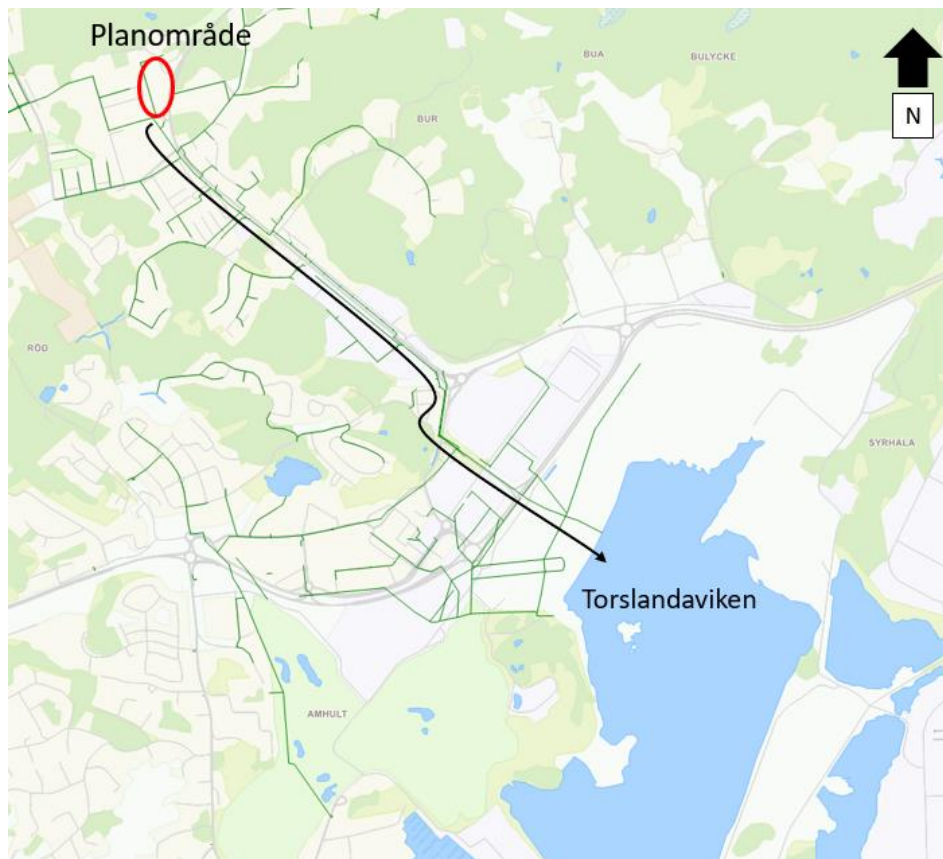 Planområde
BUA
BULYCKE
N
BUR
RÖD
SYRHALA
Torslandaviken
AMHULT